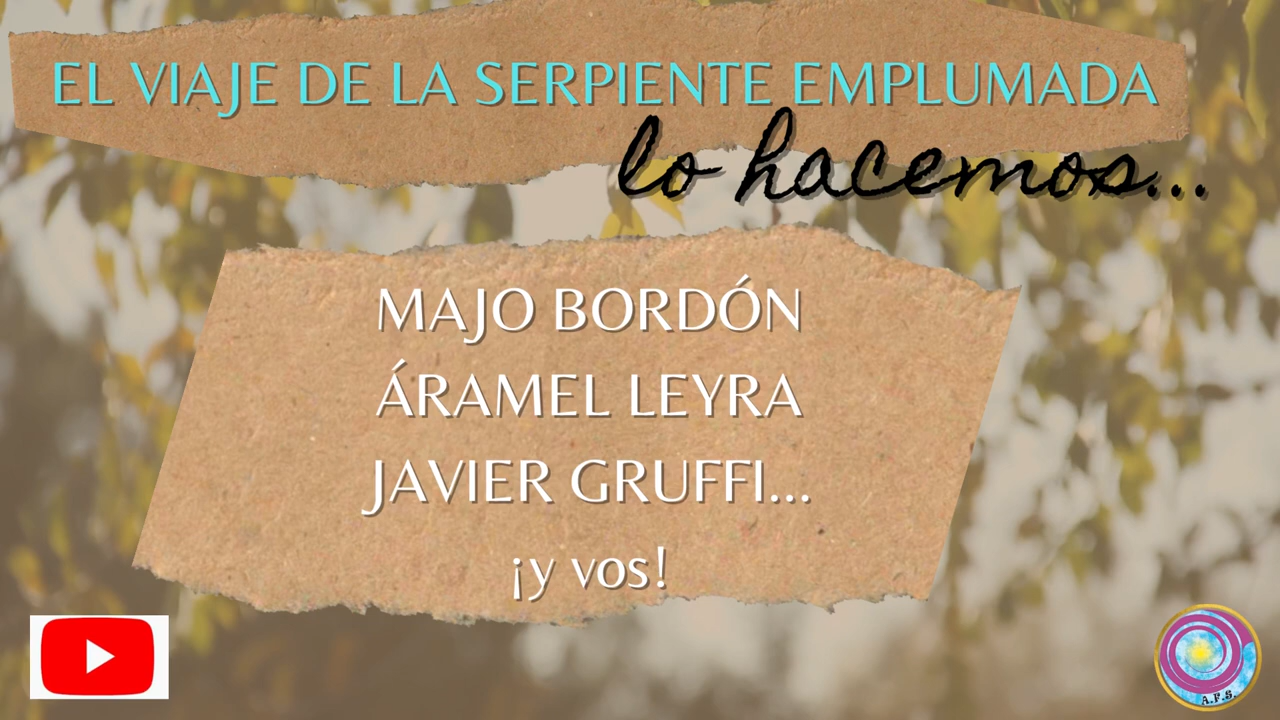 EL VIAJE DE LA SERPIENTE EMPLUMADA
lo hacemos...
MAJO BORDÓN
ÁRAMEL LEYRA
JAVIER GRUFFI...
¡y vos!
A.F.S.